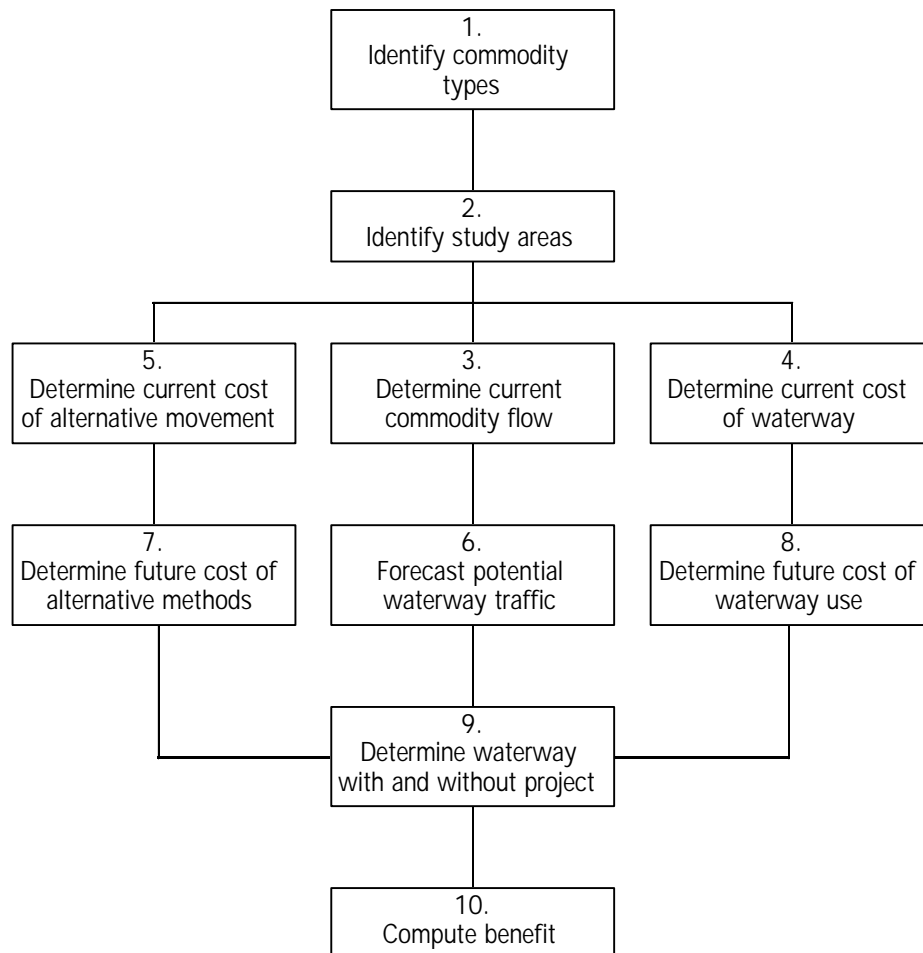 1.
Identify commodity
types
2.
Identify study areas
5.
Determine current cost
of alternative movement
3.
Determine current
commodity flow
4.
Determine current cost
of waterway
7.
Determine future cost of
alternative methods
6.
Forecast potential
waterway traffic
8.
Determine future cost of
waterway use
9.
Determine waterway
with and without project
10.
Compute benefit